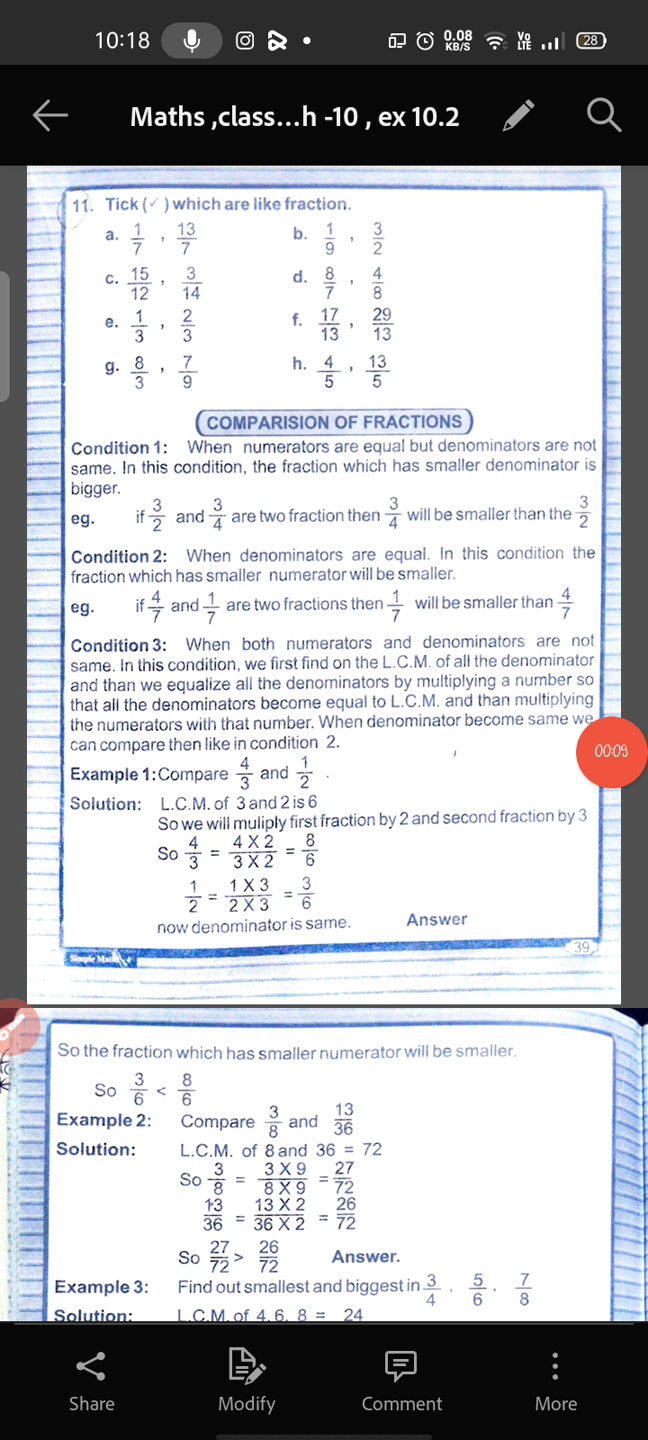 10:18
0.08
KB/S
Vo
LTE
28
Maths ,class...h -10 , ex 10.2
11. Tick (✓) which are like fraction.
a. 1/7 , 13/7 b. 1/9 , 3/2
c. 15/12 , 3/14 d. 8/7 , 4/8
e. 1/3 , 2/3 f. 17/13 , 29/13
g. 8/3 , 7/9 h. 4/5 , 13/5
COMPARISION OF FRACTIONS
Condition 1: When numerators are equal but denominators are not
same. In this condition, the fraction which has smaller denominator is
bigger.
eg. if 3/2 and 3/4 are two fraction then 3/4 will be smaller than the 3/2
Condition 2: When denominators are equal. In this condition the
fraction which has smaller numerator will be smaller.
eg. if 4/7 and 1/7 are two fractions then 1/7 will be smaller than 4/7
Condition 3: When both numerators and denominators are not
same. In this condition, we first find on the L.C.M. of all the denominator
and than we equalize all the denominators by multiplying a number so
that all the denominators become equal to L.C.M. and than multiplying
the numerators with that number. When denominator become same we
can compare then like in condition 2.
00:09
Example 1: Compare 4/3 and 1/2 .
Solution: L.C.M. of 3 and 2 is 6
So we will muliply first fraction by 2 and second fraction by 3
So 4/3 = 4 X 2/3 X 2 = 8/6
1/2 = 1 X 3/2 X 3 = 3/6
now denominator is same. Answer
39
Simple Maths - 4
So the fraction which has smaller numerator will be smaller.
So 3/6 < 8/6
Example 2: Compare 3/8 and 13/36
Solution: L.C.M. of 8 and 36 = 72
So 3/8 = 3 X 9/8 X 9 = 27/72
13/36 = 13 X 2/36 X 2 = 26/72
So 27/72 > 26/72 Answer.
Example 3: Find out smallest and biggest in 3/4 , 5/6 , 7/8
Solution: L.C.M. of 4, 6, 8 = 24
Share
Modify
Comment
More